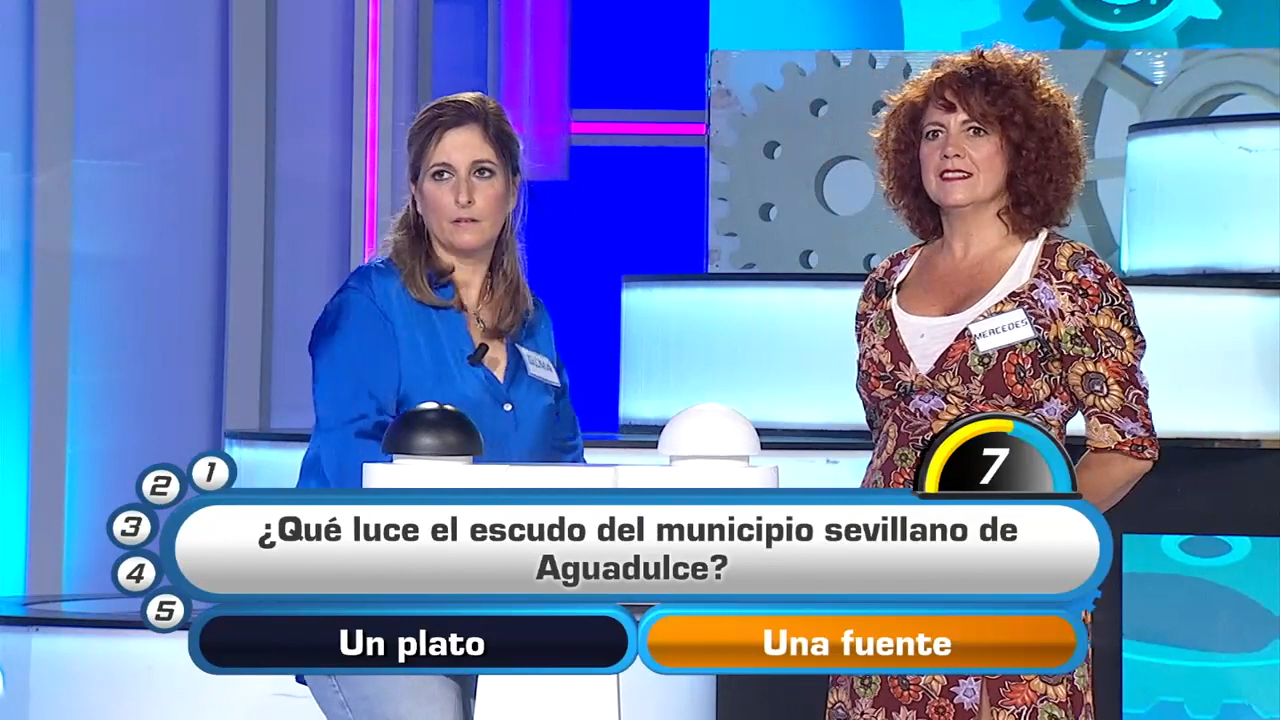 MERCEDES
7
1
2
3
4
5
¿Qué luce el escudo del municipio sevillano de
Aguadulce?
Un plato
Una fuente